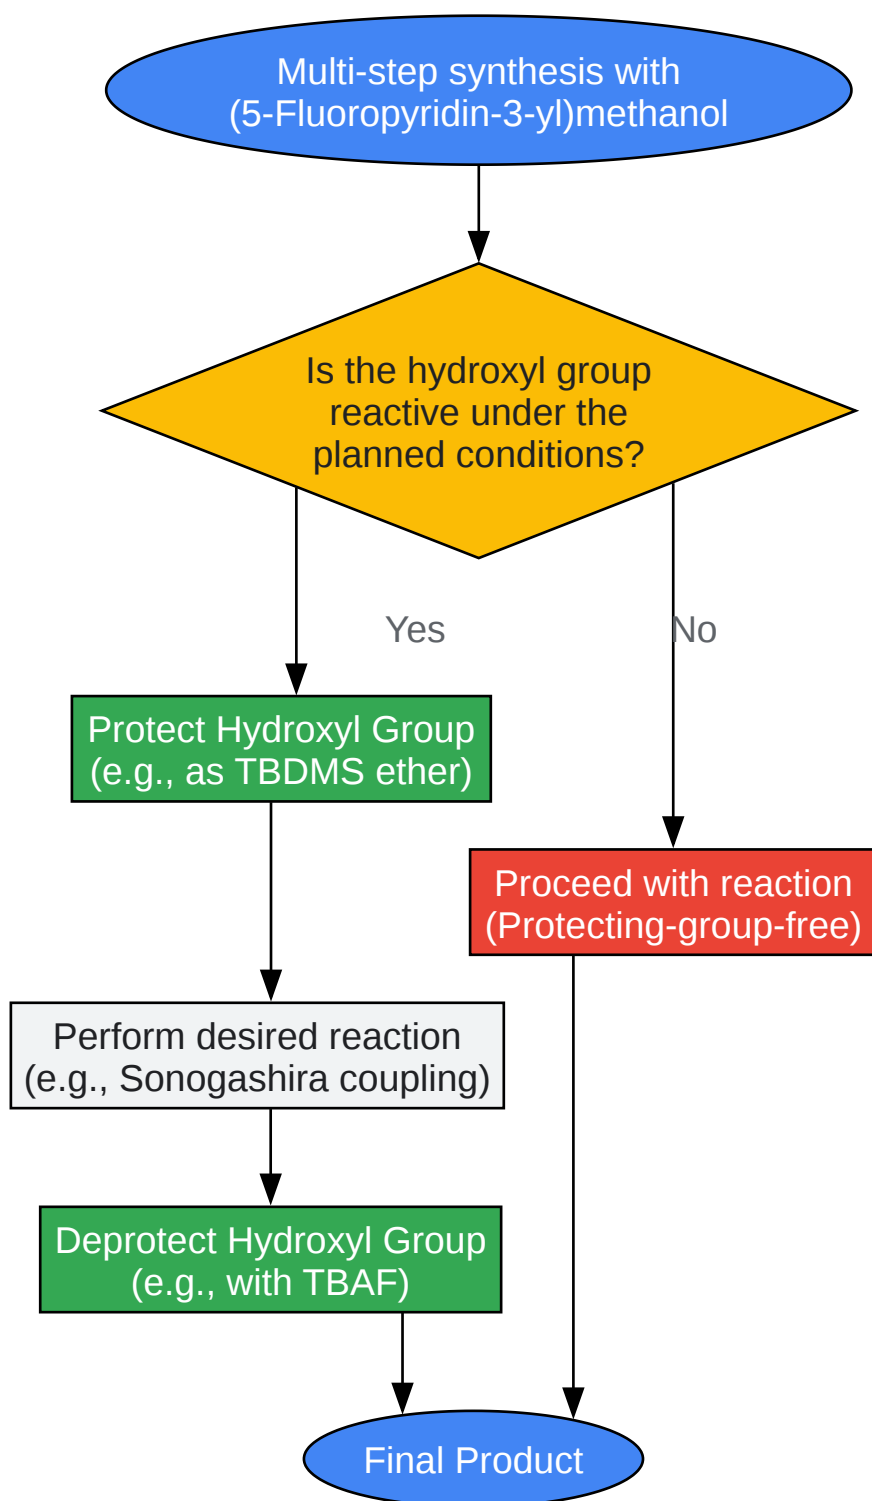 Multi-step synthesis with
(5-Fluoropyridin-3-yl)methanol
Is the hydroxyl group
reactive under the
planned conditions?
Yes
No
Protect Hydroxyl Group
(e.g., as TBDMS ether)
Proceed with reaction
(Protecting-group-free)
Perform desired reaction
(e.g., Sonogashira coupling)
Deprotect Hydroxyl Group
(e.g., with TBAF)
Final Product